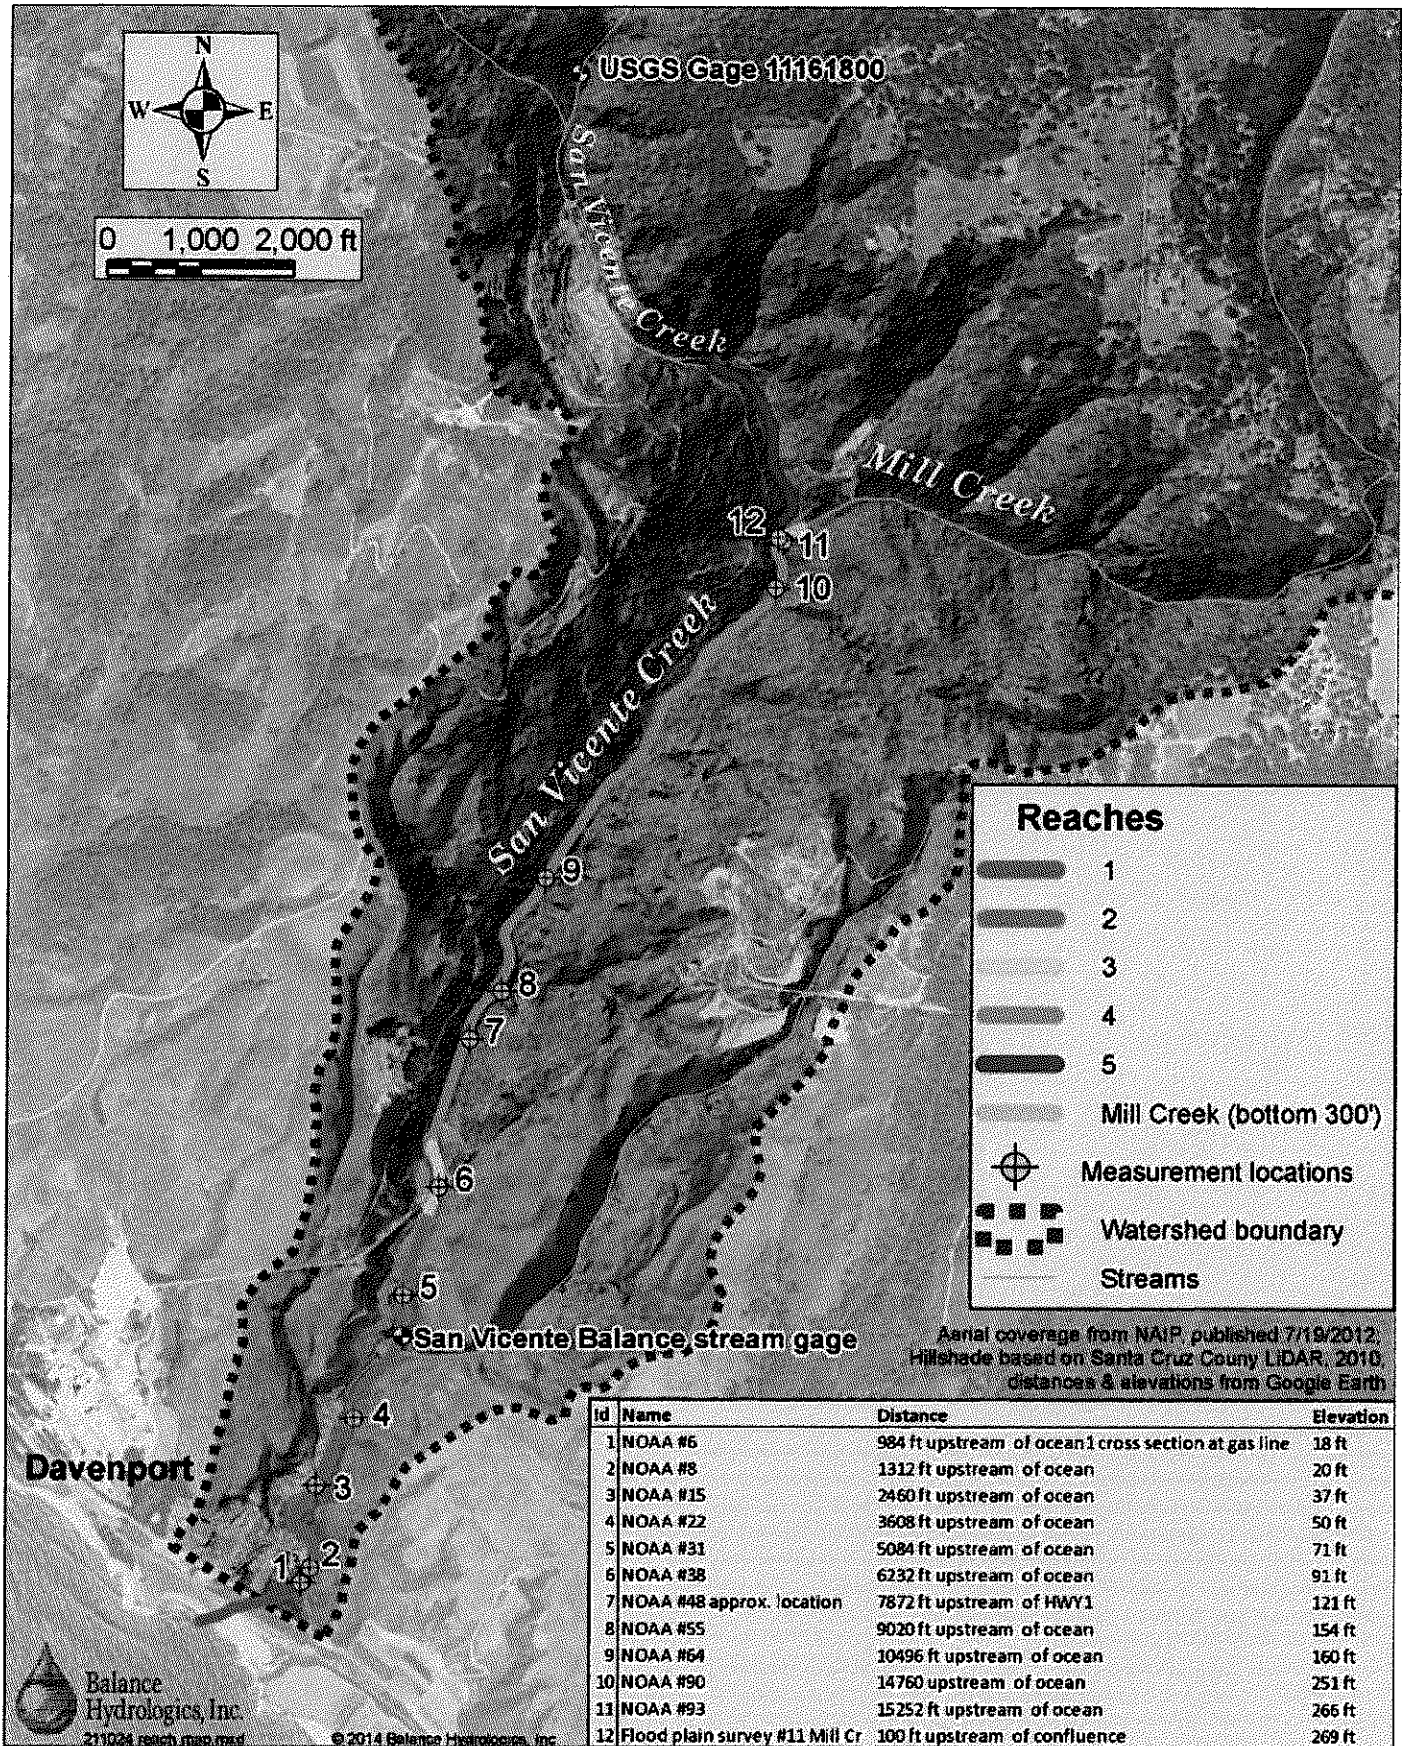 N
W E
S
0 1,000 2,000 ft
USGS Gage 11161800
San Vicente Creek
Mill Creek
12
11
10
San Vicente Creek
9
8
7
6
5
San Vicente Balance stream gage
4
Davenport
3
2
1
Reaches
1
2
3
4
5
Mill Creek (bottom 300')
Measurement locations
Watershed boundary
Streams
Aerial coverage from NAIP, published 7/19/2012,
Hillshade based on Santa Cruz Couny LiDAR, 2010,
distances & elevations from Google Earth
Id Name Distance Elevation
1 NOAA #6 984 ft upstream of ocean1 cross section at gas line 18 ft
2 NOAA #8 1312 ft upstream of ocean 20 ft
3 NOAA #15 2460 ft upstream of ocean 37 ft
4 NOAA #22 3608 ft upstream of ocean 50 ft
5 NOAA #31 5084 ft upstream of ocean 71 ft
6 NOAA #38 6232 ft upstream of ocean 91 ft
7 NOAA #48 approx. location 7872 ft upstream of HWY1 121 ft
8 NOAA #55 9020 ft upstream of ocean 154 ft
9 NOAA #64 10496 ft upstream of ocean 160 ft
10 NOAA #90 14760 upstream of ocean 251 ft
11 NOAA #93 15252 ft upstream of ocean 266 ft
12 Flood plain survey #11 Mill Cr 100 ft upstream of confluence 269 ft
Balance
Hydrologics, Inc.
211024 reach map.mxd © 2014 Balance Hydrologics, Inc